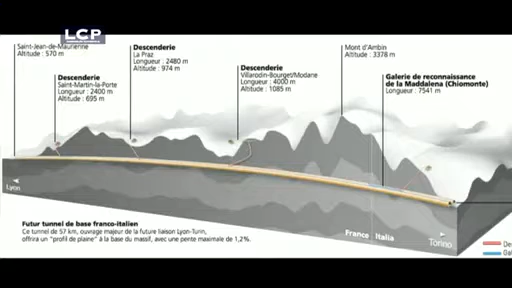 LCP
Saint-Jean-de-Maurienne
Altitude : 570 m
Descenderie
Saint-Martin-la-Porte
Longueur : 2400 m
Altitude : 695 m
Descenderie
La Praz
Longueur : 2480 m
Altitude : 974 m
Descenderie
Villarodin-Bourget/Modane
Longueur : 4000 m
Altitude : 1085 m
Mont d'Ambin
Altitude : 3378 m
Galerie de reconnaissance
de la Maddalena (Chiomonte)
Longueur : 7541 m
Lyon
France Italia
Torino
Futur tunnel de base franco-italien
Ce tunnel de 57 km, ouvrage majeur de la future liaison Lyon-Turin,
offrira un "profil de plaine" à la base du massif, avec une pente maximale de 1,2%.
De
Gal